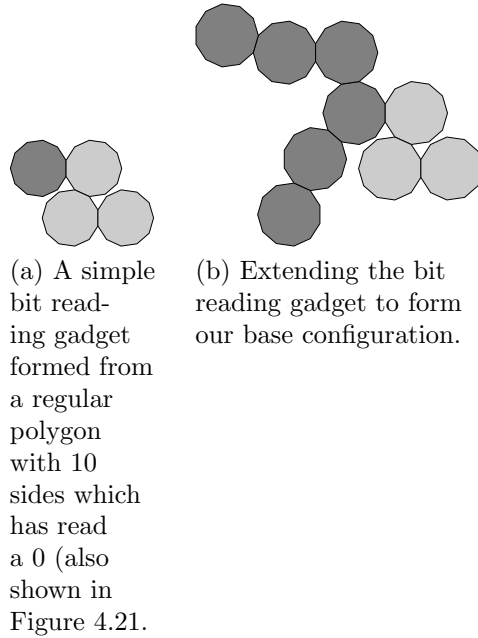 (a) A simple
bit read-
ing gadget
formed from
a regular
polygon
with 10
sides which
has read
a 0 (also
shown in
Figure 4.21.
(b) Extending the bit
reading gadget to form
our base configuration.